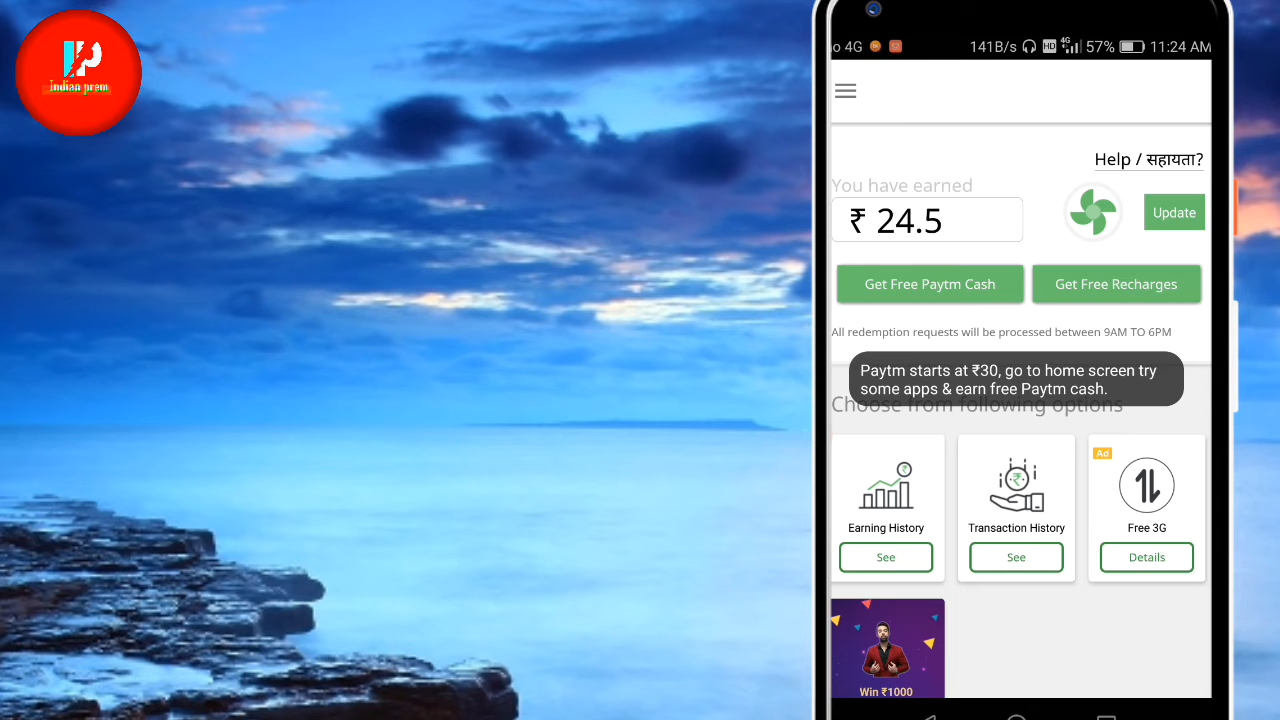 IP
Indian prem
o 4G 141B/s HD 4G 57% 11:24 AM
Help / सहायता?
You have earned
₹ 24.5
Update
Get Free Paytm Cash Get Free Recharges
All redemption requests will be processed between 9AM TO 6PM
Paytm starts at ₹30, go to home screen try
some apps & earn free Paytm cash.
Choose from following options
Ad
Earning History Transaction History Free 3G
See See Details
Win ₹1000